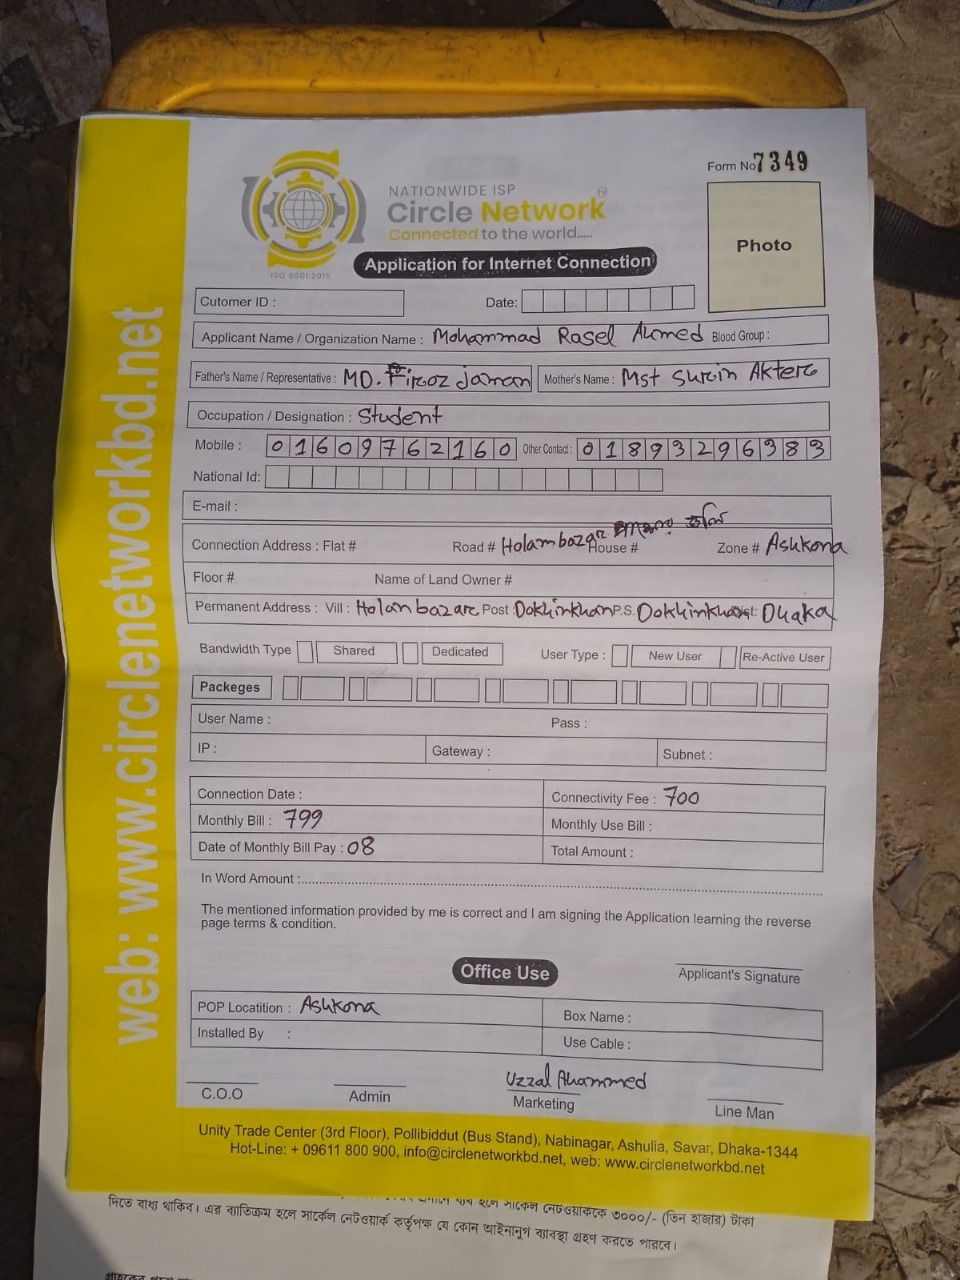 Form No 7349
NATIONWIDE ISP
Circle Network
Connected to the world.....
ISO 9001:2015
Photo
Application for Internet Connection
Cutomer ID : Date:
Applicant Name / Organization Name : Mohammad Rasel Ahmed Blood Group :
Father's Name / Representative : MD. Firoz Jaman Mother's Name : Mst Surin Akter
Occupation / Designation : Student
Mobile : 01609762160 Other Contact : 01893296383
National Id:
E-mail :
Connection Address : Flat # Road # Holambazar House # Zone # Ashkona
Floor # Name of Land Owner #
Permanent Address : Vill : Holanbazar Post : Dokhinkhan P.S. Dokhinkhan Dist: Dhaka
Bandwidth Type Shared Dedicated User Type : New User Re-Active User
Packeges
User Name : Pass :
IP : Gateway : Subnet :
Connection Date : Connectivity Fee : 700
Monthly Bill : 799 Monthly Use Bill :
Date of Monthly Bill Pay : 08 Total Amount :
In Word Amount :
The mentioned information provided by me is correct and I am signing the Application learning the reverse
page terms & condition.
Applicant's Signature
Office Use
POP Locatition : Ashkona Box Name :
Installed By : Use Cable :
Uzzal Ahammed
C.O.O Admin Marketing Line Man
Unity Trade Center (3rd Floor), Pollibiddut (Bus Stand), Nabinagar, Ashulia, Savar, Dhaka-1344
Hot-Line: + 09611 800 900, info@circlenetworkbd.net, web: www.circlenetworkbd.net
web: www.circlenetworkbd.net
হলে সার্কেল নেটওয়ার্ককে ৩০০০/- (তিন হাজার) টাকা
দিতে বাধ্য থাকিব। এর ব্যাতিক্রম হলে সার্কেল নেটওয়ার্ক কর্তৃপক্ষ যে কোন আইনানুগ ব্যাবস্থা গ্রহণ করতে পারবে।